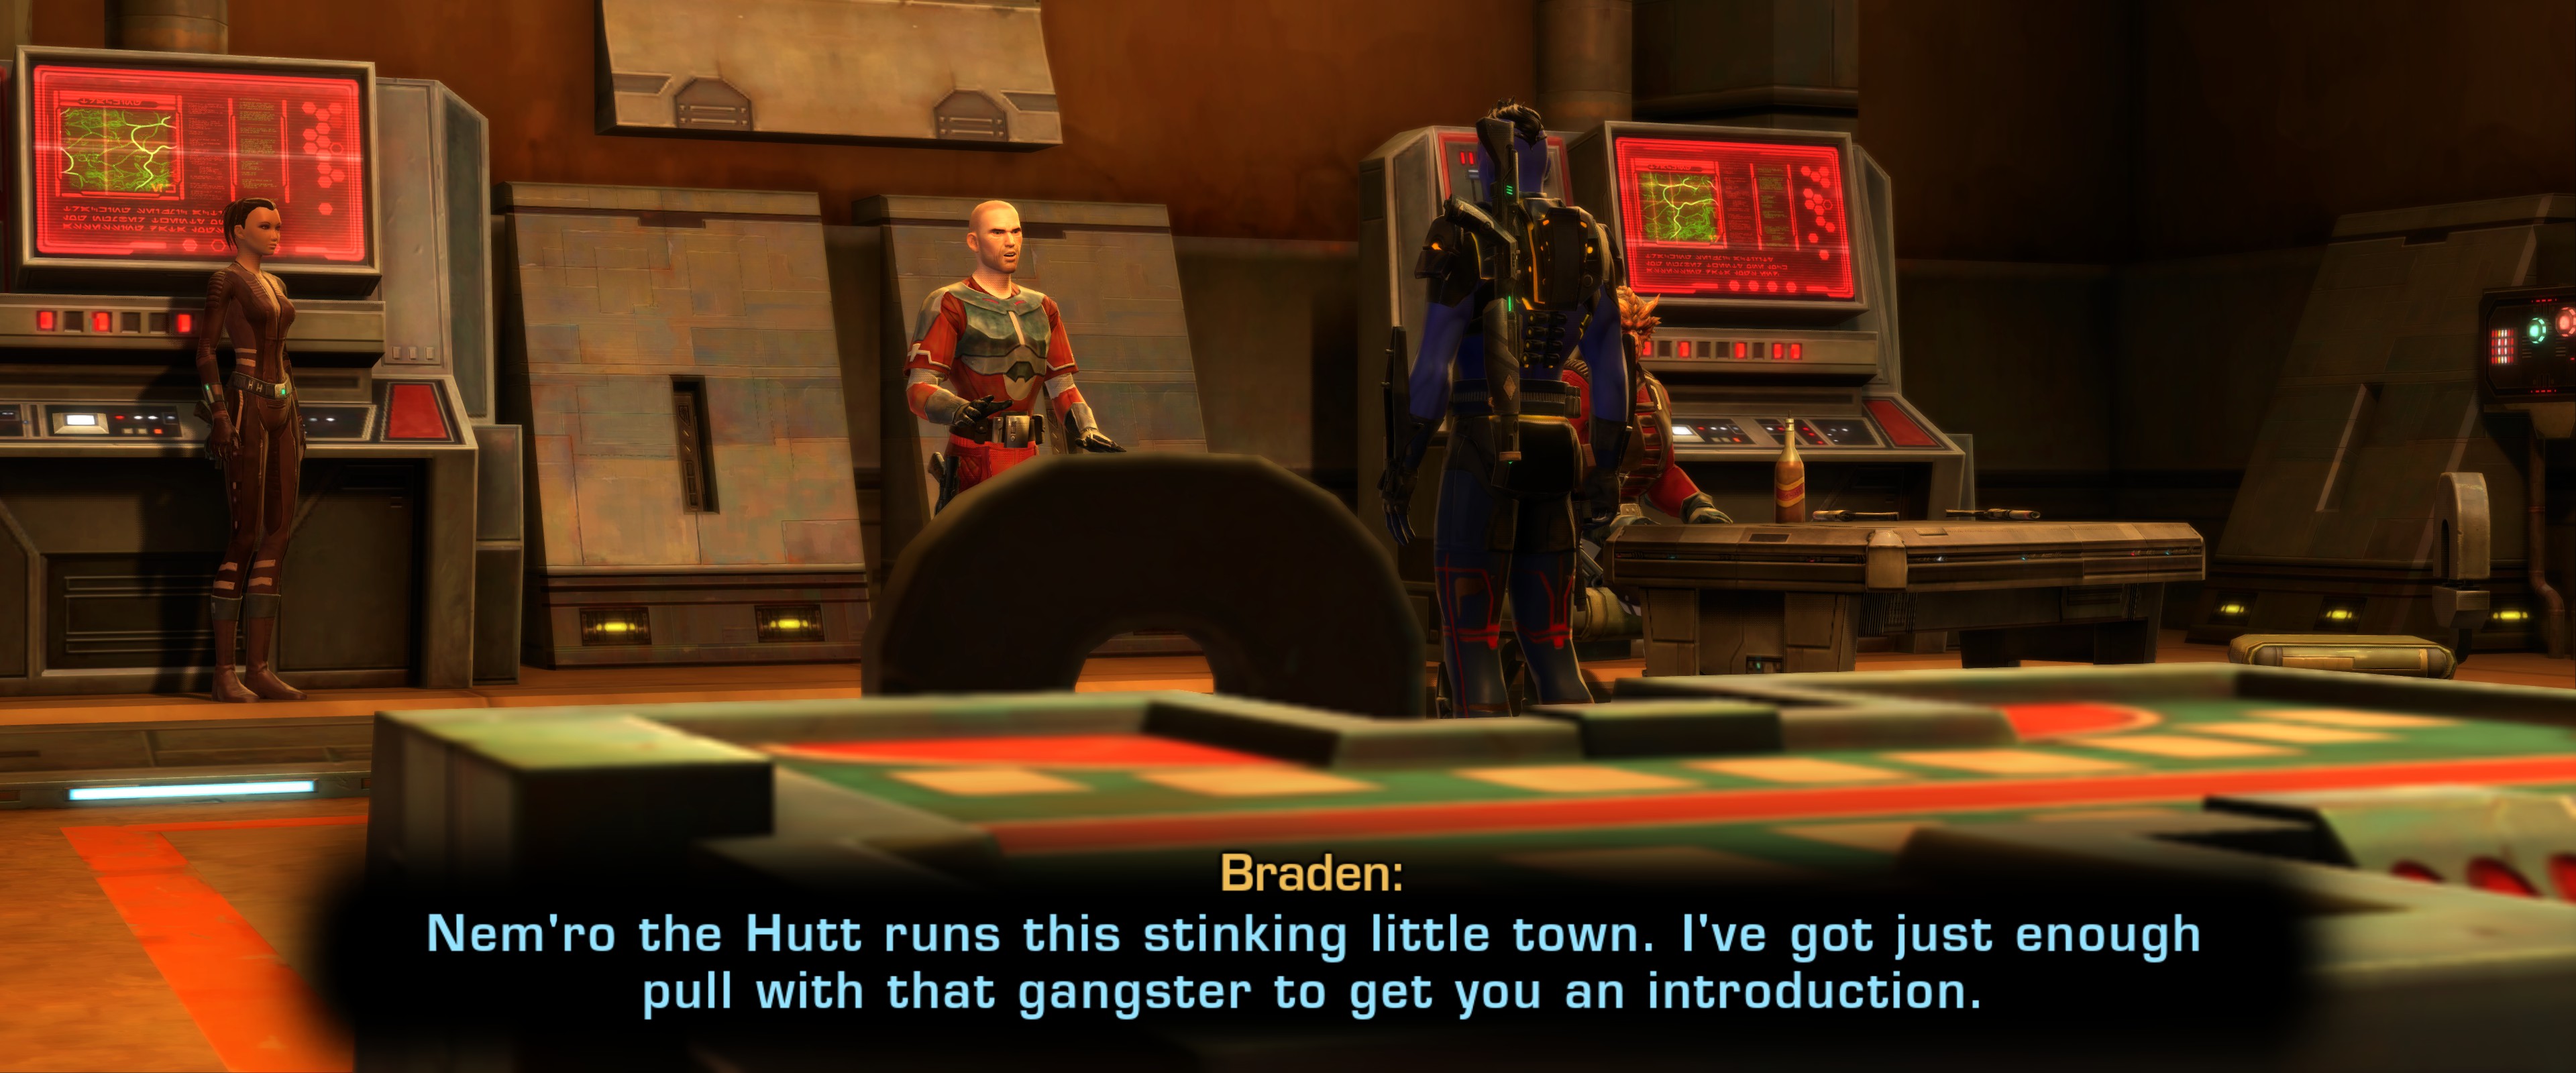 Braden:
Nem'ro the Hutt runs this stinking little town. I've got just enough
pull with that gangster to get you an introduction.